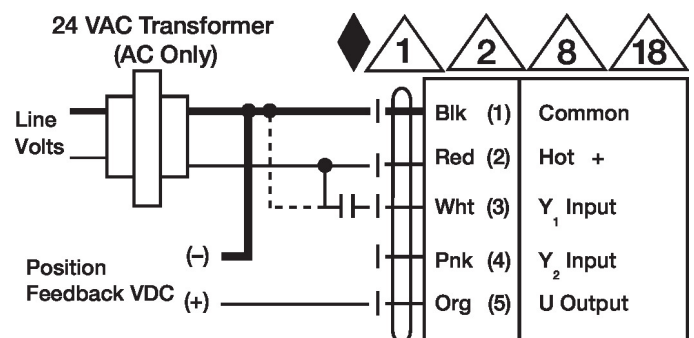 24 VAC Transformer
(AC Only)
1 2 8 18
Line
Volts
Blk (1) Common
Red (2) Hot +
Wht (3) Y1 Input
Pnk (4) Y2 Input
Org (5) U Output
Position
Feedback VDC
(-)
(+)